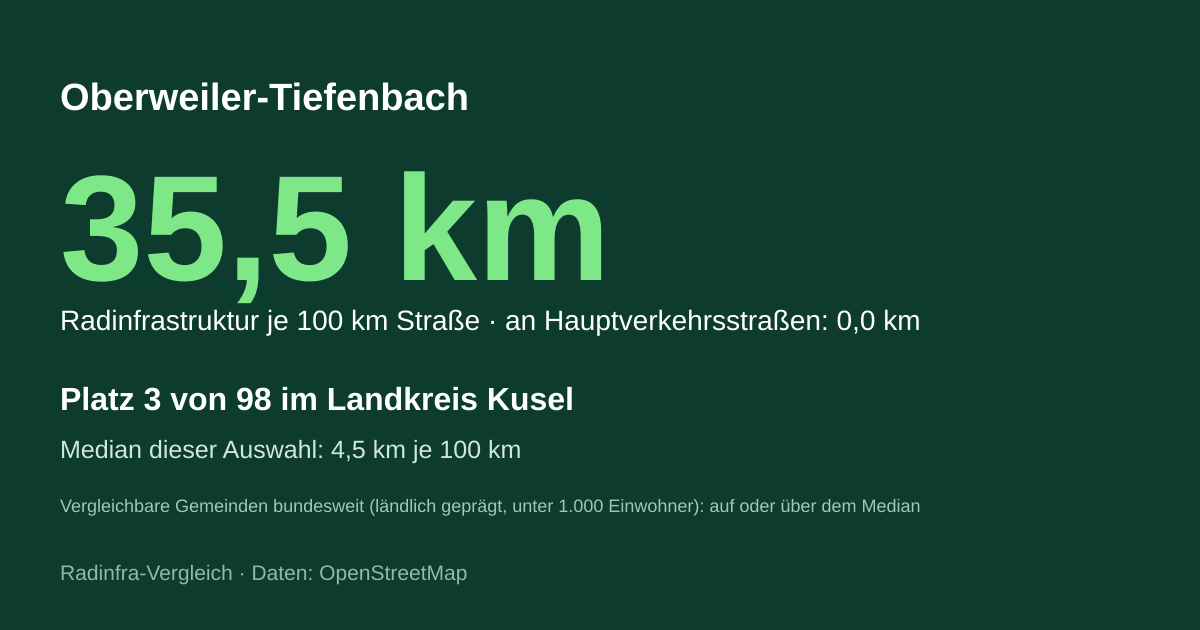 Oberweiler-Tiefenbach
35,5 km
Radinfrastruktur je 100 km Straße · an Hauptverkehrsstraßen: 0,0 km
Platz 3 von 98 im Landkreis Kusel
Median dieser Auswahl: 4,5 km je 100 km
Vergleichbare Gemeinden bundesweit (ländlich geprägt, unter 1.000 Einwohner): auf oder über dem Median
Radinfra-Vergleich · Daten: OpenStreetMap